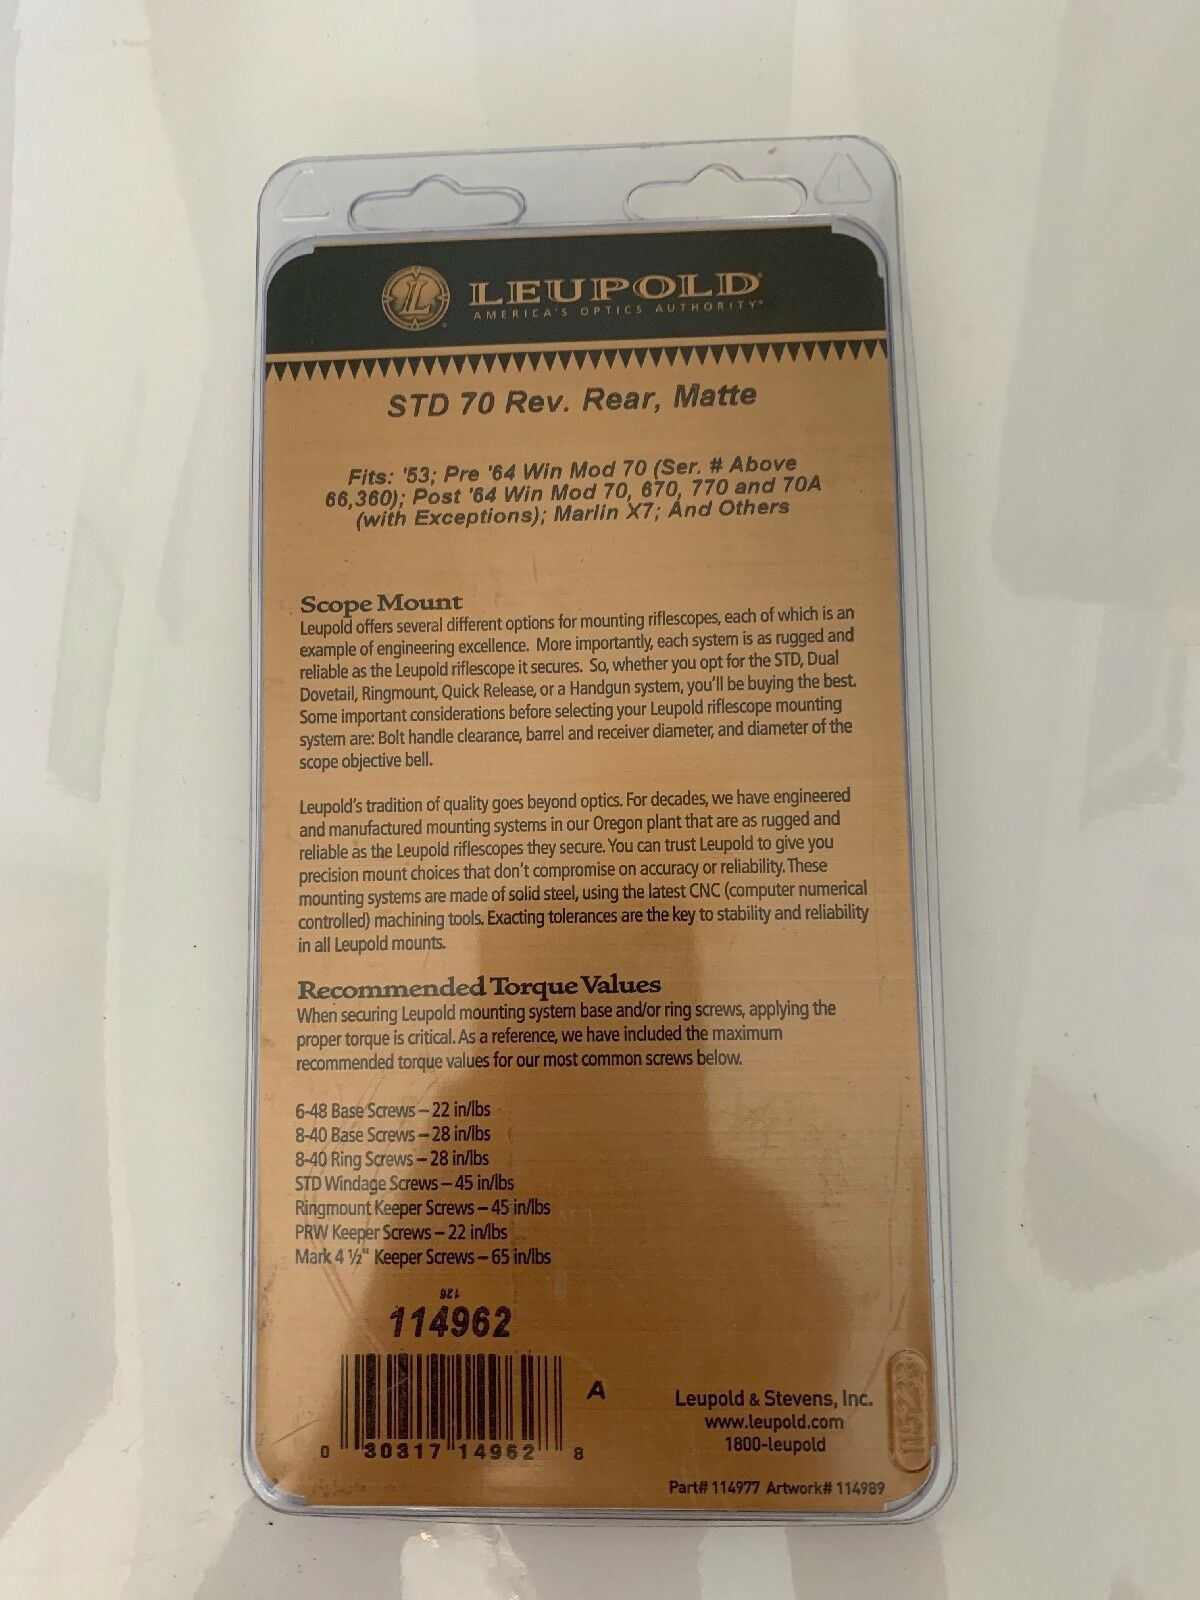 LEUPOLD®
AMERICA'S OPTICS AUTHORITY®
STD 70 Rev. Rear, Matte
Fits: '53; Pre '64 Win Mod 70 (Ser. # Above
66,360); Post '64 Win Mod 70, 670, 770 and 70A
(with Exceptions); Marlin X7; And Others
Scope Mount
Leupold offers several different options for mounting riflescopes, each of which is an
example of engineering excellence. More importantly, each system is as rugged and
reliable as the Leupold riflescope it secures. So, whether you opt for the STD, Dual
Dovetail, Ringmount, Quick Release, or a Handgun system, you'll be buying the best.
Some important considerations before selecting your Leupold riflescope mounting
system are: Bolt handle clearance, barrel and receiver diameter, and diameter of the
scope objective bell.
Leupold's tradition of quality goes beyond optics. For decades, we have engineered
and manufactured mounting systems in our Oregon plant that are as rugged and
reliable as the Leupold riflescopes they secure. You can trust Leupold to give you
precision mount choices that don't compromise on accuracy or reliability. These
mounting systems are made of solid steel, using the latest CNC (computer numerical
controlled) machining tools. Exacting tolerances are the key to stability and reliability
in all Leupold mounts.
Recommended Torque Values
When securing Leupold mounting system base and/or ring screws, applying the
proper torque is critical. As a reference, we have included the maximum
recommended torque values for our most common screws below.
6-48 Base Screws – 22 in/lbs
8-40 Base Screws – 28 in/lbs
8-40 Ring Screws – 28 in/lbs
STD Windage Screws – 45 in/lbs
Ringmount Keeper Screws – 45 in/lbs
PRW Keeper Screws – 22 in/lbs
Mark 4 ½" Keeper Screws – 65 in/lbs
114962
A
0 30317 14962 8
Leupold & Stevens, Inc.
www.leupold.com
1800-leupold
Part# 114977 Artwork# 114989